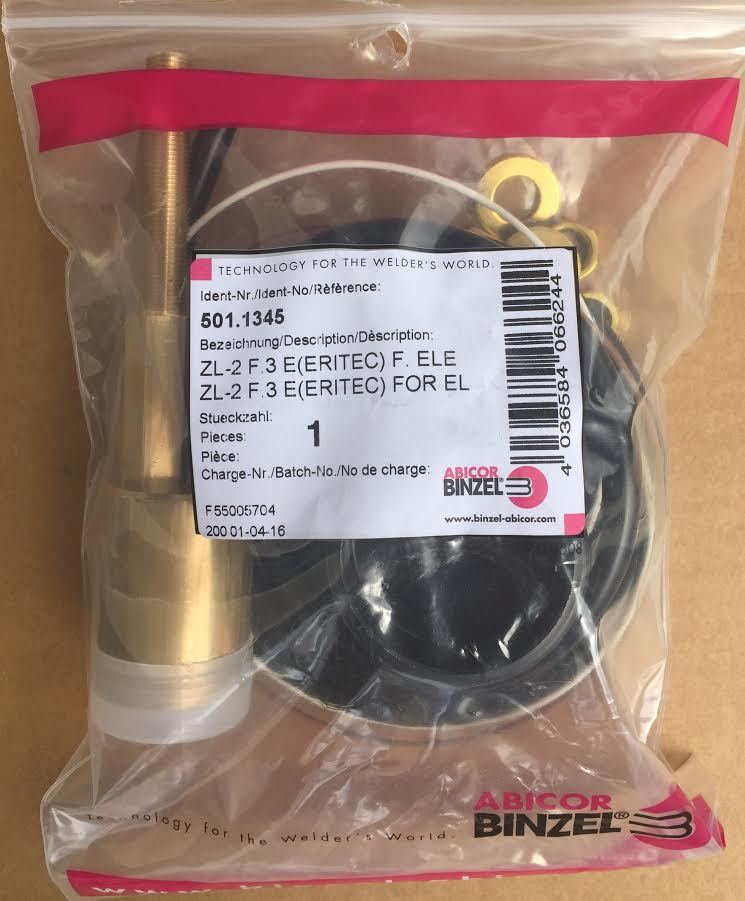 TECHNOLOGY FOR THE WELDER'S WORLD.
Ident-Nr./Ident-No/Rèfèrence:
501.1345
Bezeichnung/Description/Dèscription:
ZL-2 F.3 E(ERITEC) F. ELE
ZL-2 F.3 E(ERITEC) FOR EL
Stueckzahl:
Pieces: 1
Pièce:
Charge-Nr./Batch-No./No de charge:
F55005704
200 01-04-16
4 036584 066244
ABICOR
BINZEL
www.binzel-abicor.com
Technology for the Welder's World.
ABICOR
BINZEL®